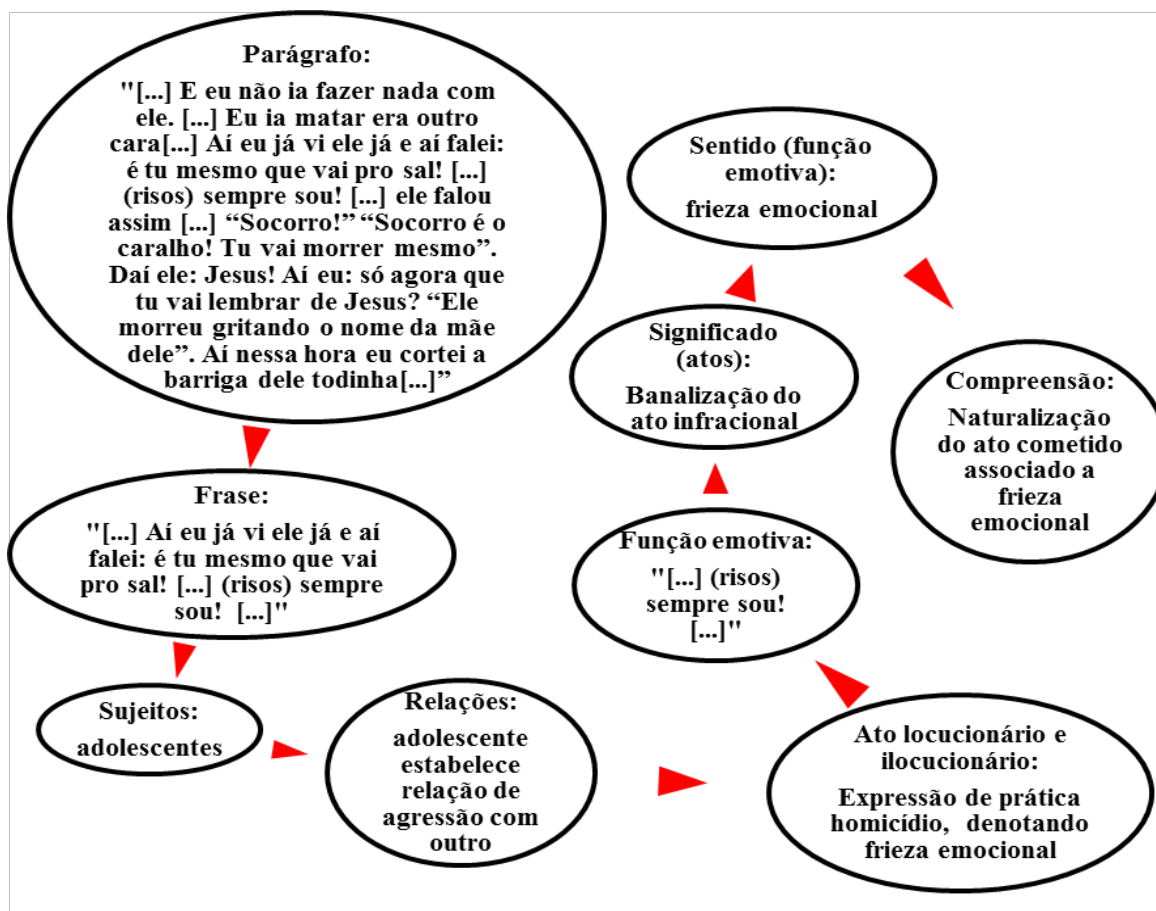 Parágrafo:
"[...] E eu não ia fazer nada com
ele. [...] Eu ia matar era outro
cara[...] Aí eu já vi ele já e aí falei:
é tu mesmo que vai pro sal! [...]
(risos) sempre sou! [...] ele falou
assim [...] “Socorro!” “Socorro é o
caralho! Tu vai morrer mesmo”.
Daí ele: Jesus! Aí eu: só agora que
tu vai lembrar de Jesus? “Ele
morreu gritando o nome da mãe
dele”. Aí nessa hora eu cortei a
barriga dele todinha[...]”
Frase:
"[...] Aí eu já vi ele já e aí
falei: é tu mesmo que vai
pro sal! [...] (risos) sempre
sou! [...]"
Sujeitos:
adolescentes
Relações:
adolescente
estabelece
relação de
agressão com
outro
Ato locucionário e
ilocucionário:
Expressão de prática
homicídio, denotando
frieza emocional
Função emotiva:
"[...] (risos)
sempre sou!
[...]"
Significado
(atos):
Banalização do
ato infracional
Sentido (função
emotiva):
frieza emocional
Compreensão:
Naturalização
do ato cometido
associado a
frieza
emocional